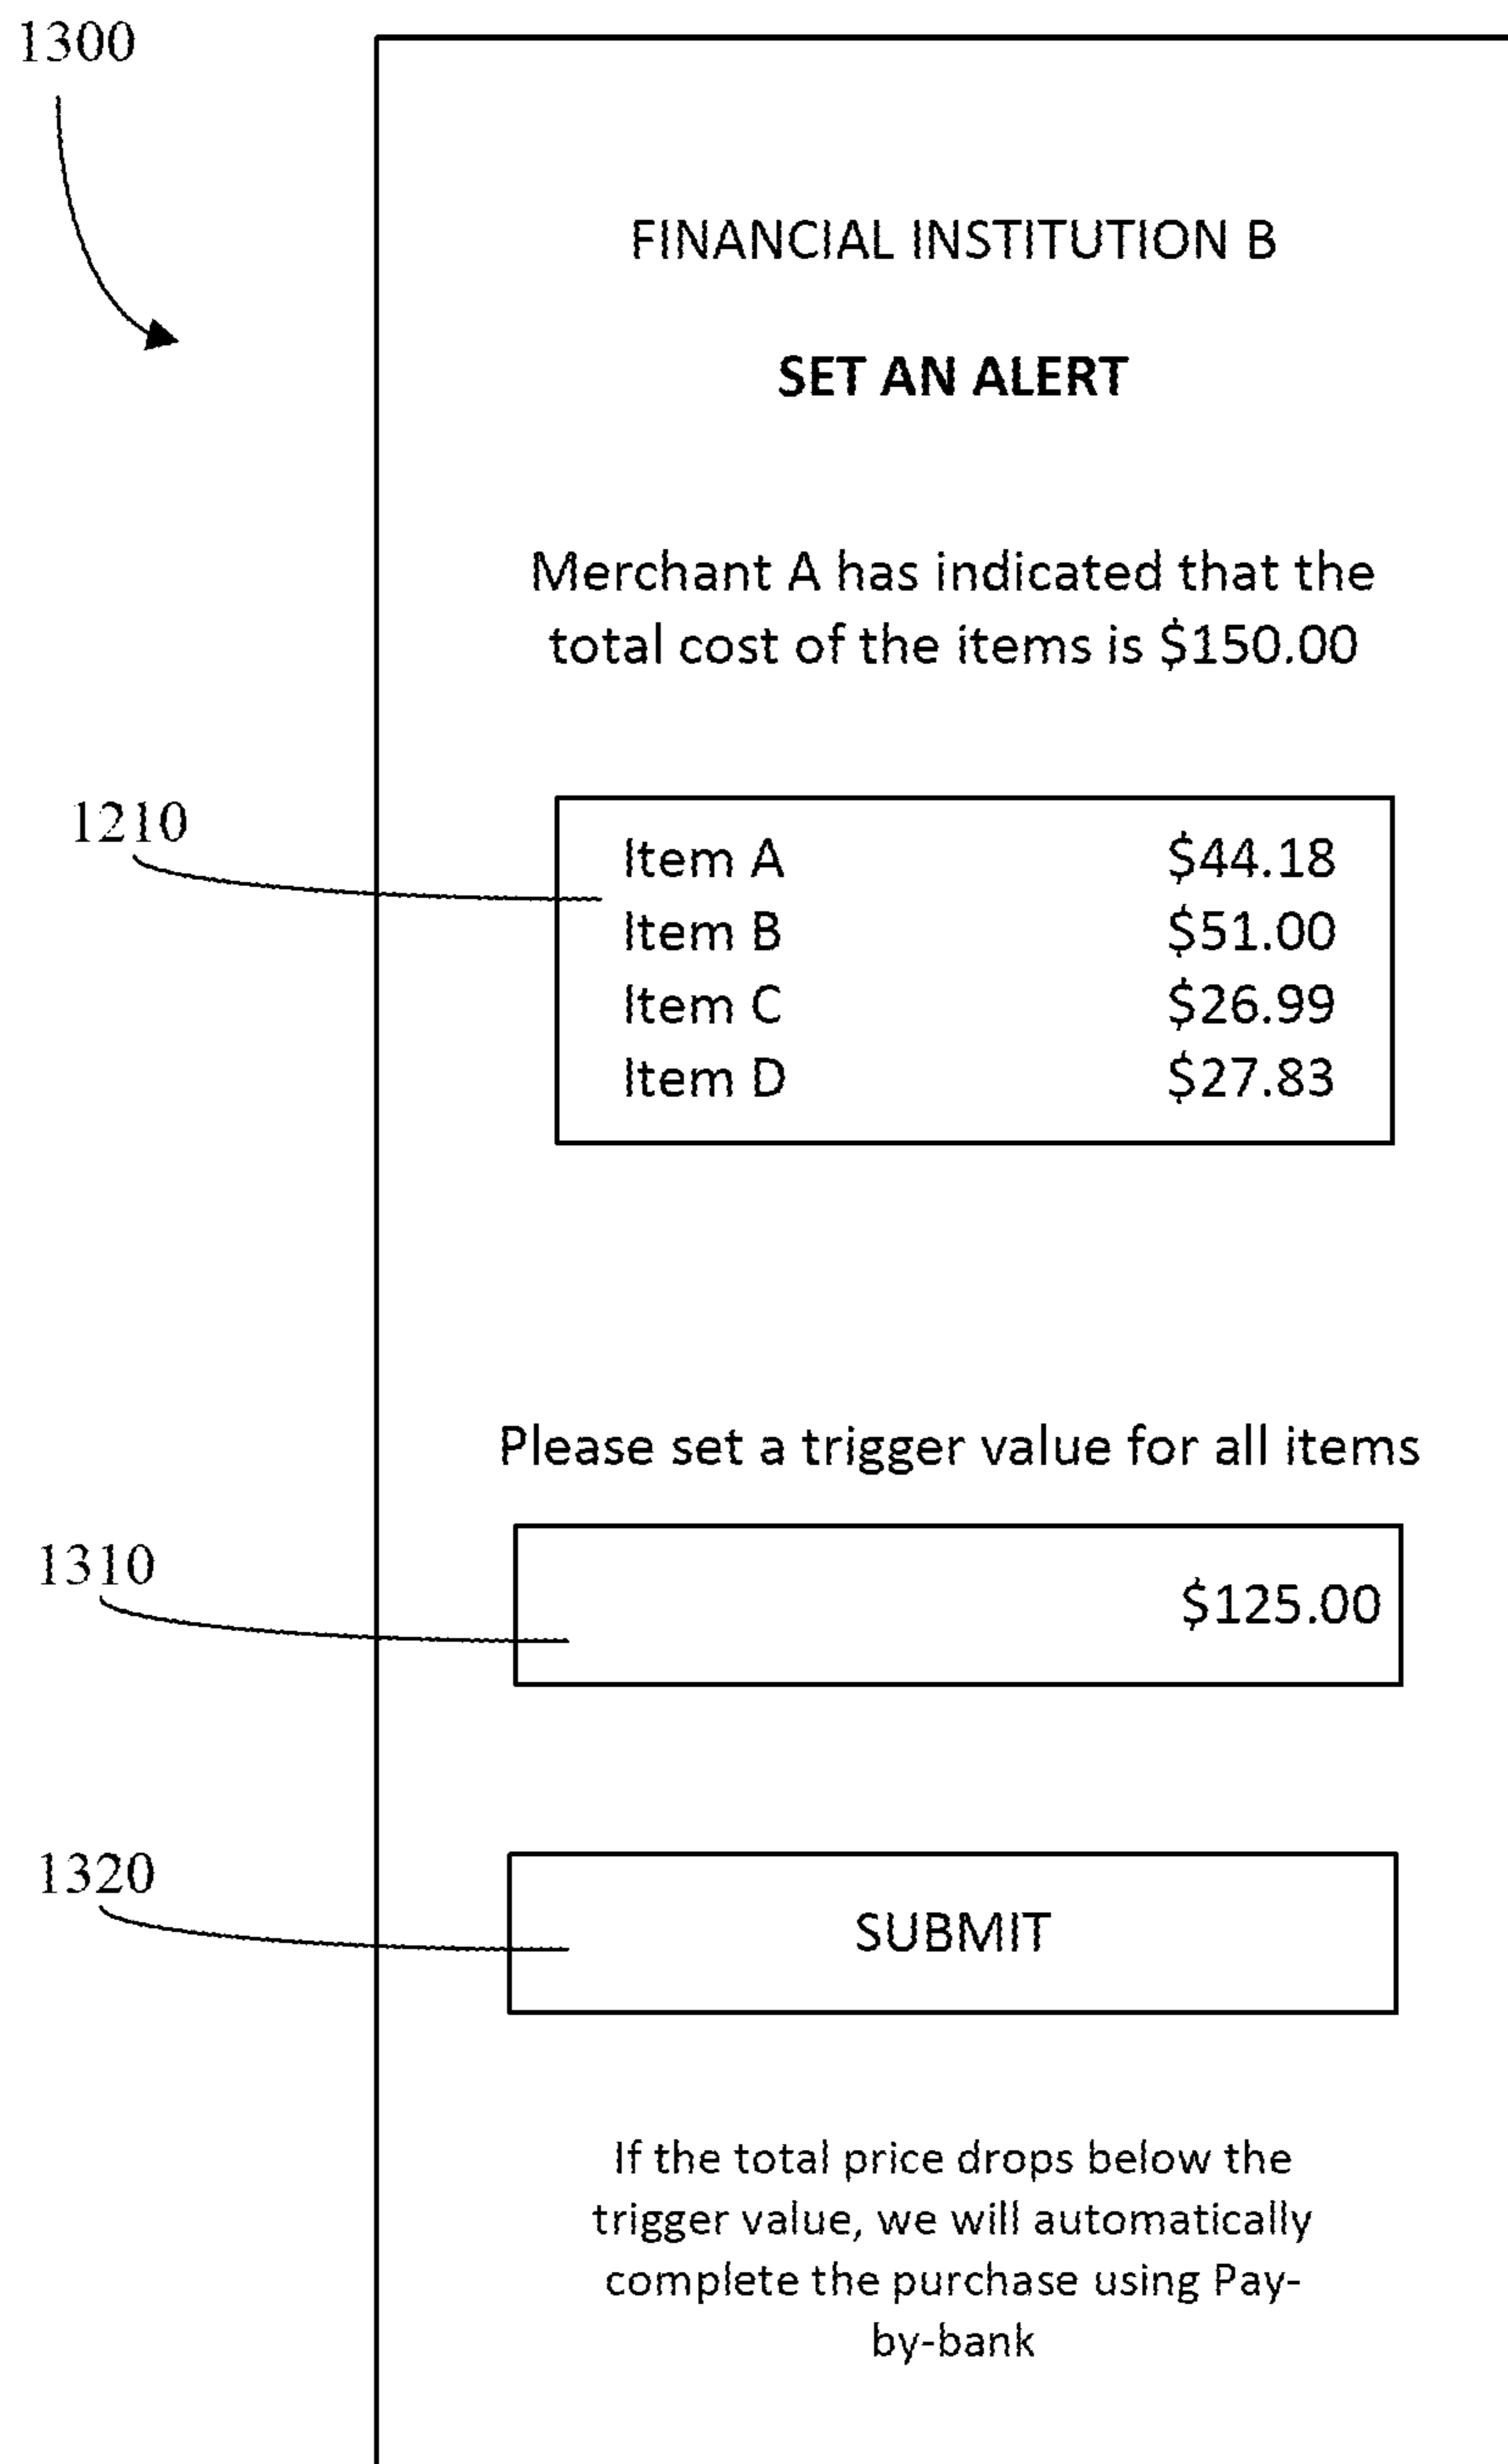 1300
FINANCIAL INSTITUTION B
SET AN ALERT
Merchant A has indicated that the
total cost of the items is $150.00
1210
Item A $44.18
Item B $51.00
Item C $26.99
Item D $27.83
Please set a trigger value for all items
1310
$125.00
1320
SUBMIT
If the total price drops below the
trigger value, we will automatically
complete the purchase using Pay-
by-bank